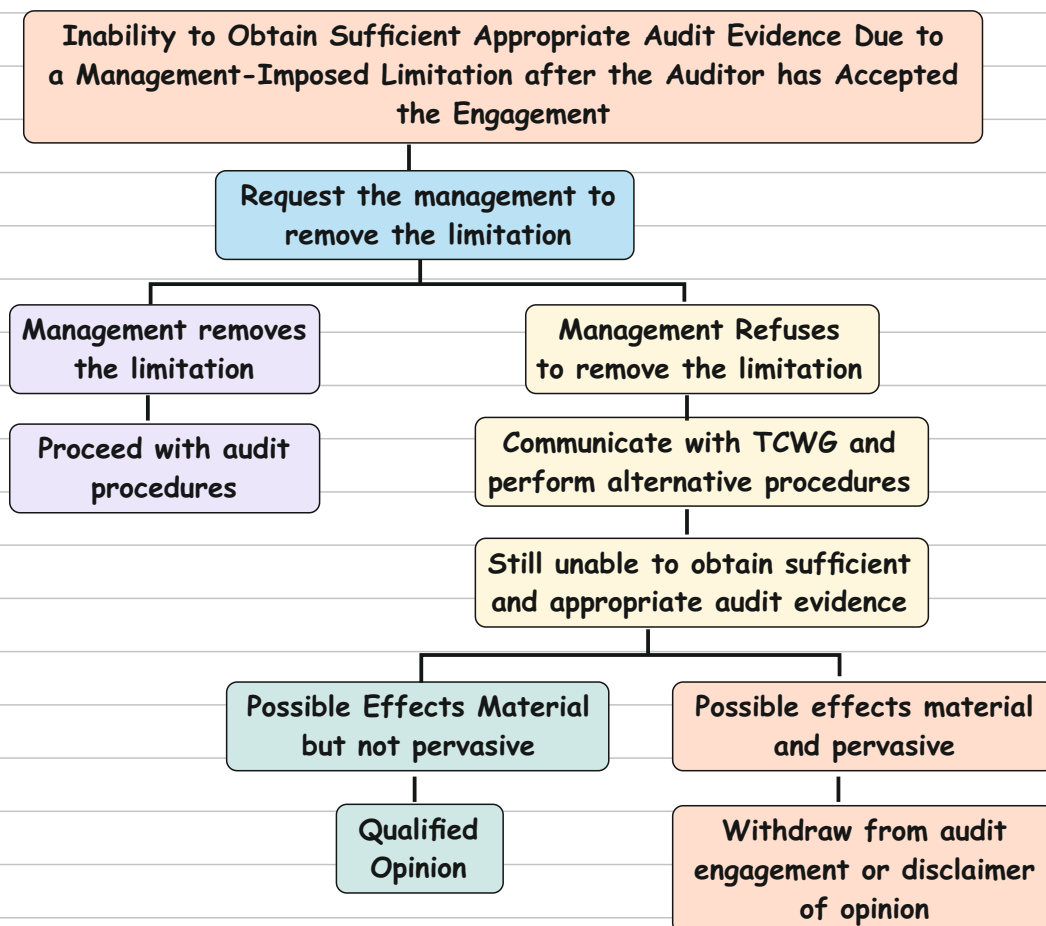 Inability to Obtain Sufficient Appropriate Audit Evidence Due to
a Management-Imposed Limitation after the Auditor has Accepted
the Engagement
Request the management to
remove the limitation
Management removes
the limitation
Management Refuses
to remove the limitation
Proceed with audit
procedures
Communicate with TCWG and
perform alternative procedures
Still unable to obtain sufficient
and appropriate audit evidence
Possible Effects Material
but not pervasive
Possible effects material
and pervasive
Qualified
Opinion
Withdraw from audit
engagement or disclaimer
of opinion